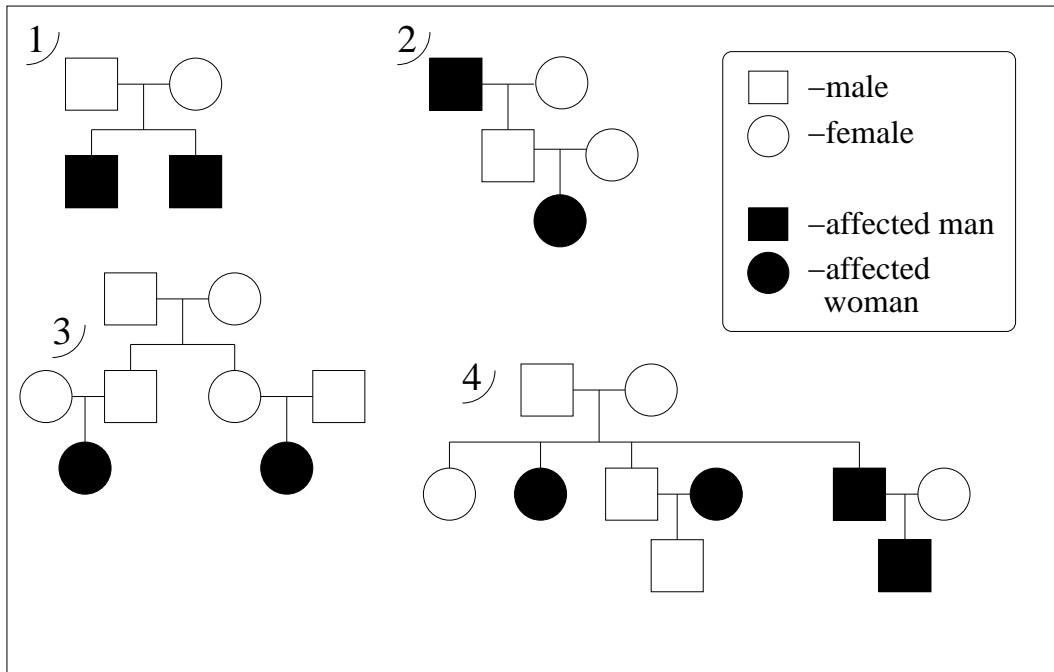 1
2
–male
–female
–affected man
–affected
woman
3
4